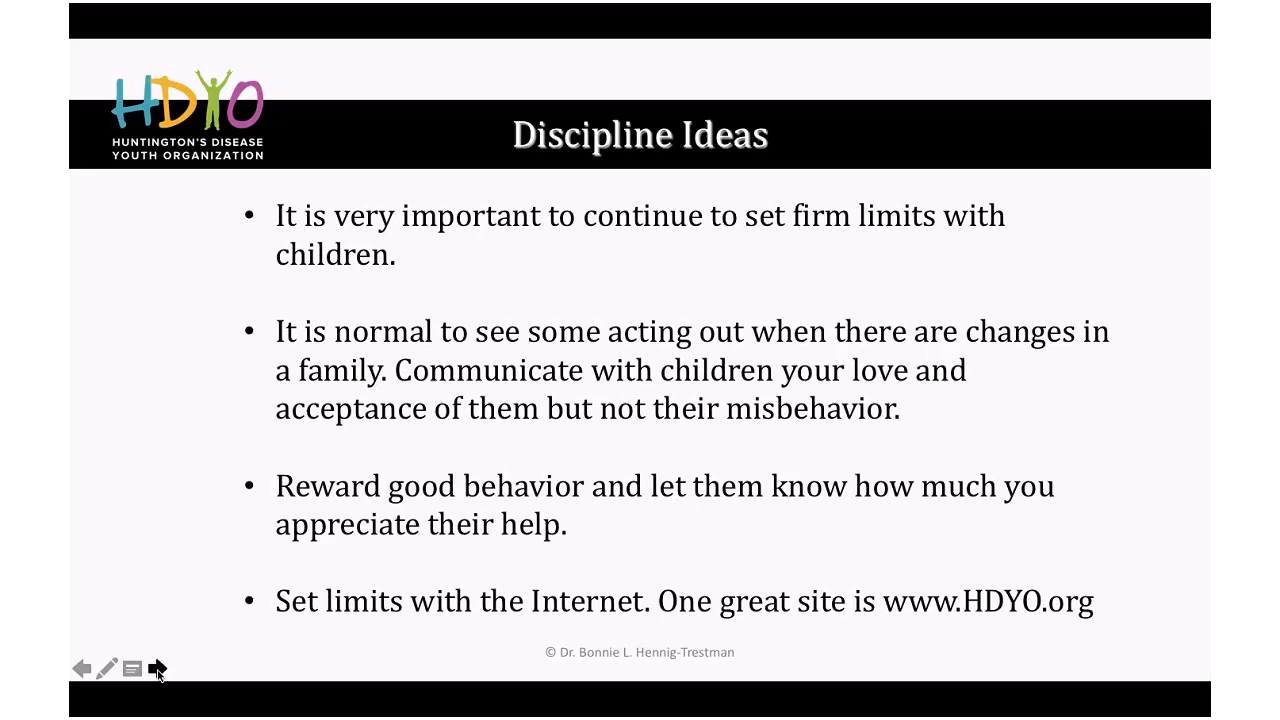 HDYO
HUNTINGTON'S DISEASE
YOUTH ORGANIZATION
Discipline Ideas
• It is very important to continue to set firm limits with
children.
• It is normal to see some acting out when there are changes in
a family. Communicate with children your love and
acceptance of them but not their misbehavior.
• Reward good behavior and let them know how much you
appreciate their help.
• Set limits with the Internet. One great site is www.HDYO.org
© Dr. Bonnie L. Hennig-Trestman